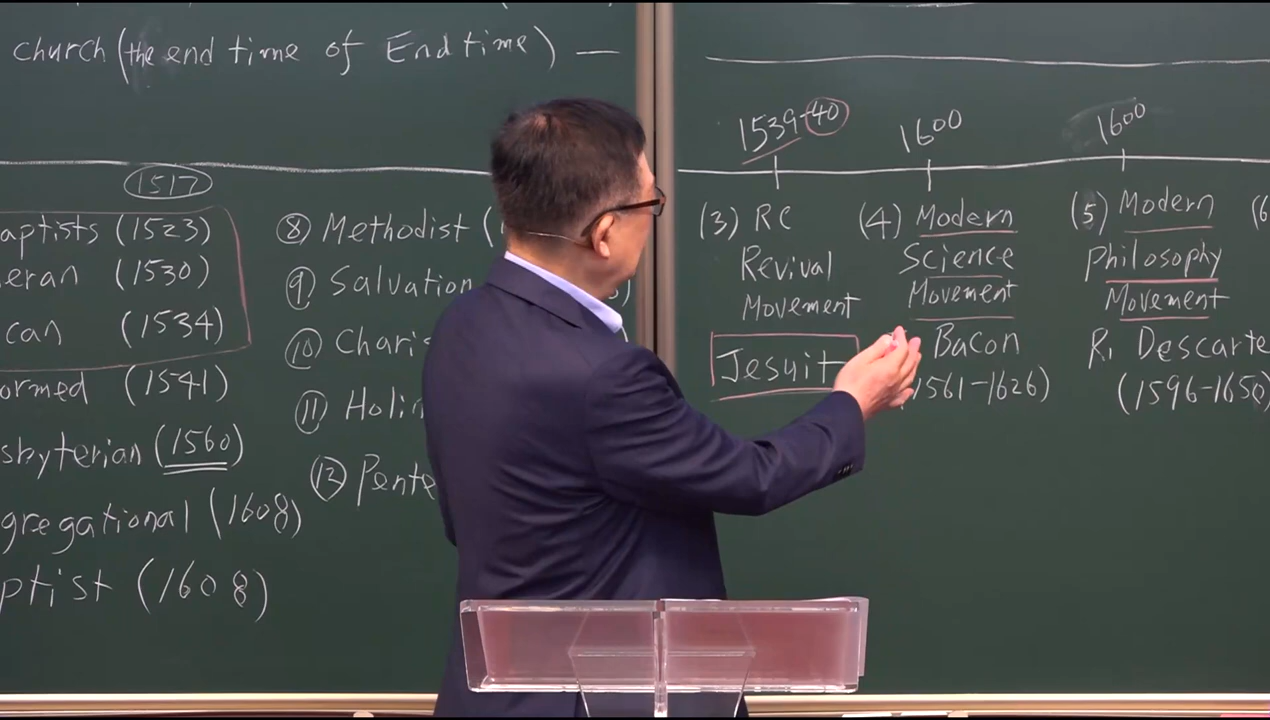 church (the end time of End time) —
1517
aptists (1523)
eran (1530)
can (1534)
ormed (1541)
sbyterian (1560)
gregational (1608)
ptist (1608)
⑧ Methodist (
⑨ Salvation
⑩ Charis
⑪ Holin
⑫ Pente
1539-40
(3) RC
Revival
Movement
Jesuit
1600
(4) Modern
Science
Movement
Bacon
1561-1626)
1600
(5) Modern
Philosophy
Movement
R. Descarte
(1596-1650)
(6